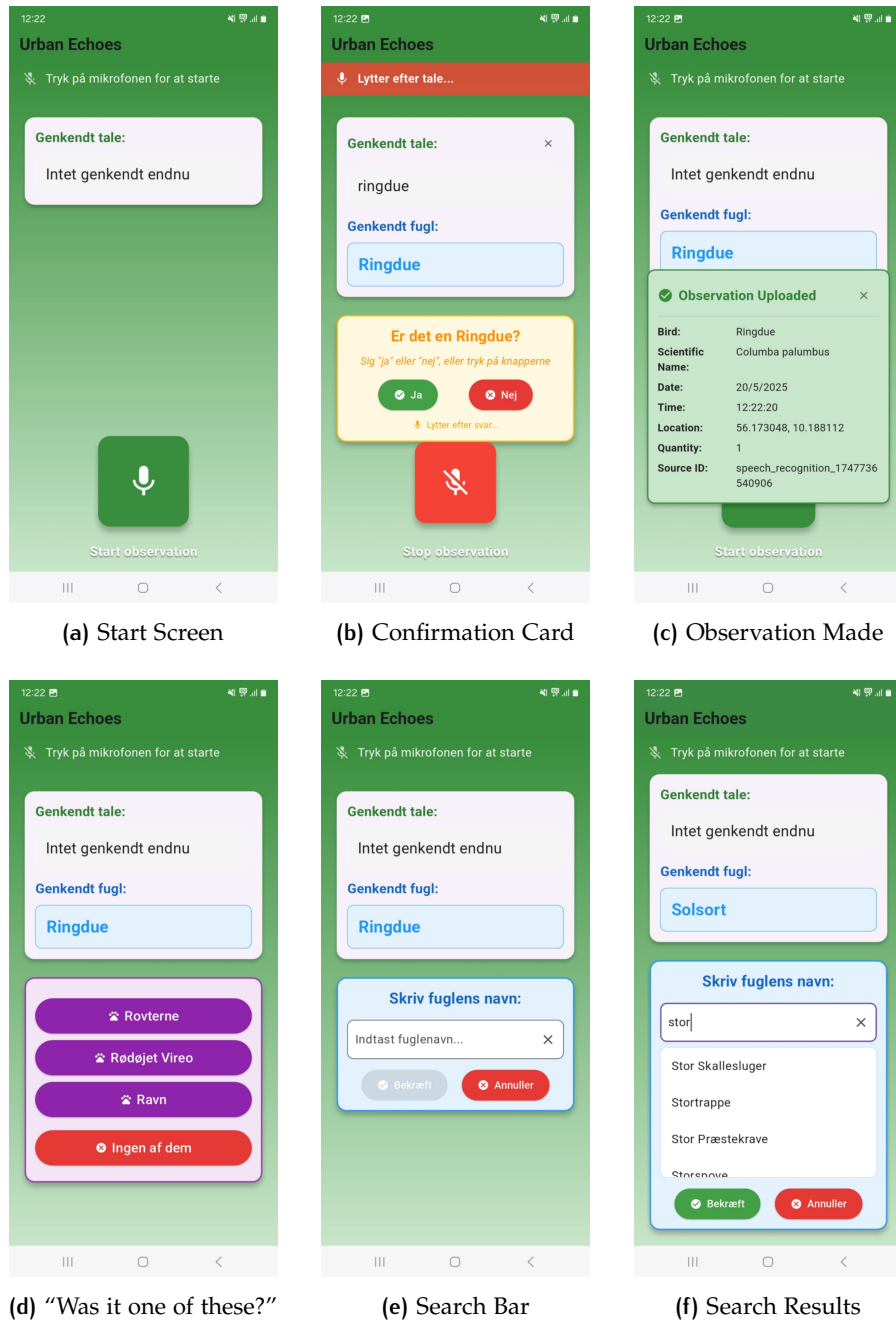 12:22
Urban Echoes
Tryk på mikrofonen for at starte
Genkendt tale:
Intet genkendt endnu
Start observation
(a) Start Screen
12:22
Urban Echoes
Lytter efter tale...
Genkendt tale:
ringdue
Genkendt fugl:
Ringdue
Er det en Ringdue?
Sig "ja" eller "nej", eller tryk på knapperne
Ja
Nej
Lytter efter svar...
Stop observation
(b) Confirmation Card
12:22
Urban Echoes
Tryk på mikrofonen for at starte
Genkendt tale:
Intet genkendt endnu
Genkendt fugl:
Ringdue
Observation Uploaded
Bird: Ringdue
Scientific Columba palumbus
Name:
Date: 20/5/2025
Time: 12:22:20
Location: 56.173048, 10.188112
Quantity: 1
Source ID: speech_recognition_1747736
540906
Start observation
(c) Observation Made
12:22
Urban Echoes
Tryk på mikrofonen for at starte
Genkendt tale:
Intet genkendt endnu
Genkendt fugl:
Ringdue
Rovterne
Rødøjet Vireo
Ravn
Ingen af dem
(d) “Was it one of these?”
12:22
Urban Echoes
Tryk på mikrofonen for at starte
Genkendt tale:
Intet genkendt endnu
Genkendt fugl:
Ringdue
Skriv fuglens navn:
Indtast fuglenavn...
Bekræft
Annuller
(e) Search Bar
12:22
Urban Echoes
Tryk på mikrofonen for at starte
Genkendt tale:
Intet genkendt endnu
Genkendt fugl:
Solsort
Skriv fuglens navn:
stor
Stor Skallesluger
Stortrappe
Stor Præstekrave
Storspove
Bekræft
Annuller
(f) Search Results